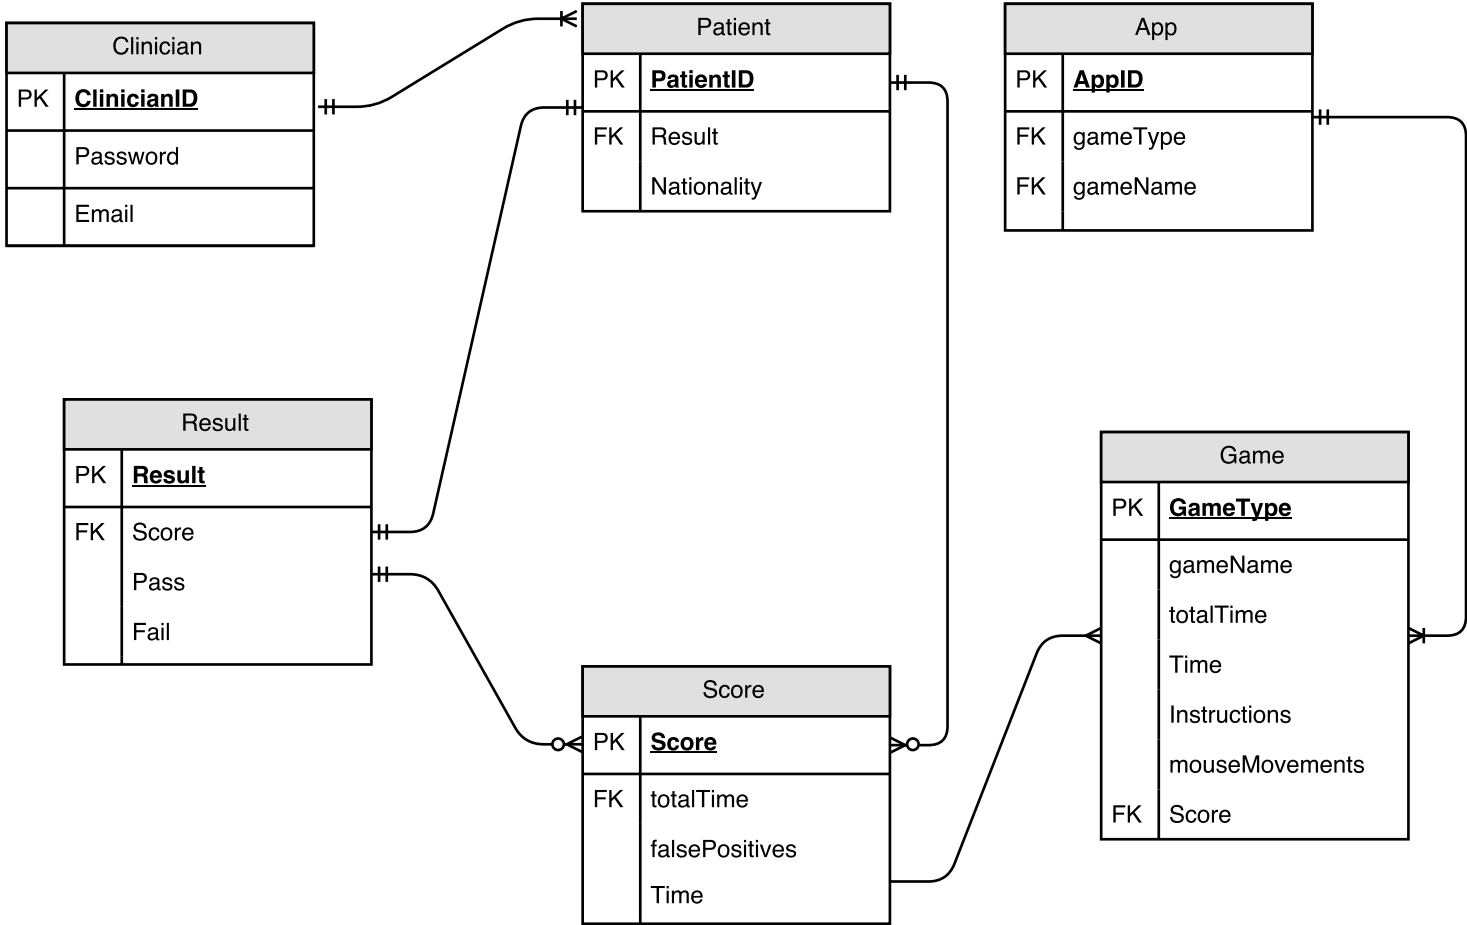 Clinician
PK ClinicianID
Password
Email
Patient
PK PatientID
FK Result
Nationality
App
PK AppID
FK gameType
FK gameName
Result
PK Result
FK Score
Pass
Fail
Score
PK Score
FK totalTime
falsePositives
Time
Game
PK GameType
gameName
totalTime
Time
Instructions
mouseMovements
FK Score